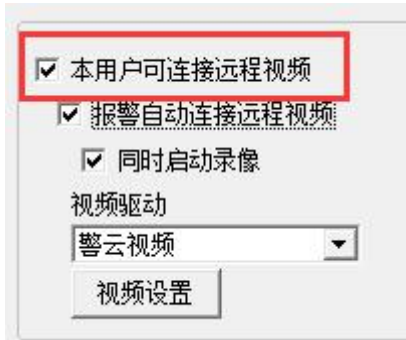 本用户可连接远程视频
报警自动连接远程视频
同时启动录像
视频驱动
警云视频
视频设置